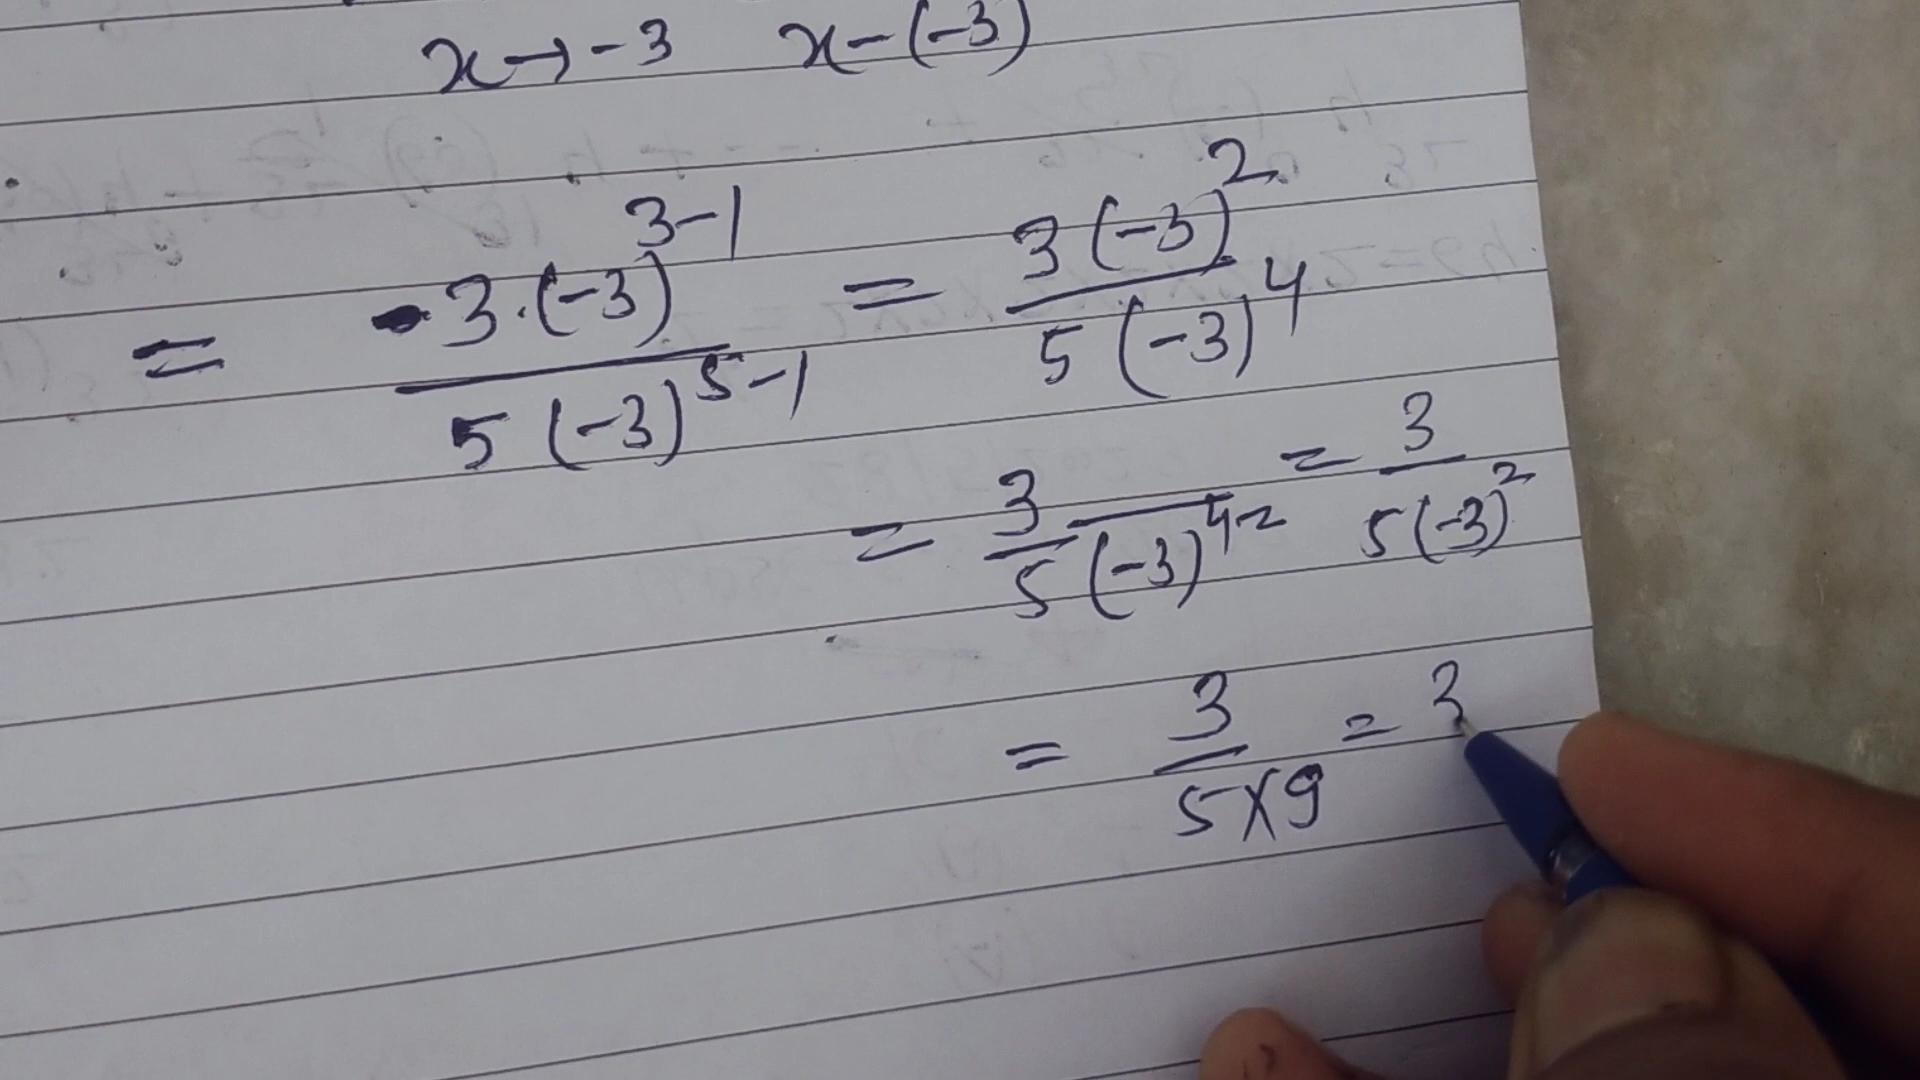 x→-3 x-(-3)
= 3.(-3)^3-1 / 5(-3)^5-1 = 3(-3)^2 / 5(-3)^4
= 3 / 5(-3)^4-2 = 3 / 5(-3)^2
= 3 / 5×9 = 3